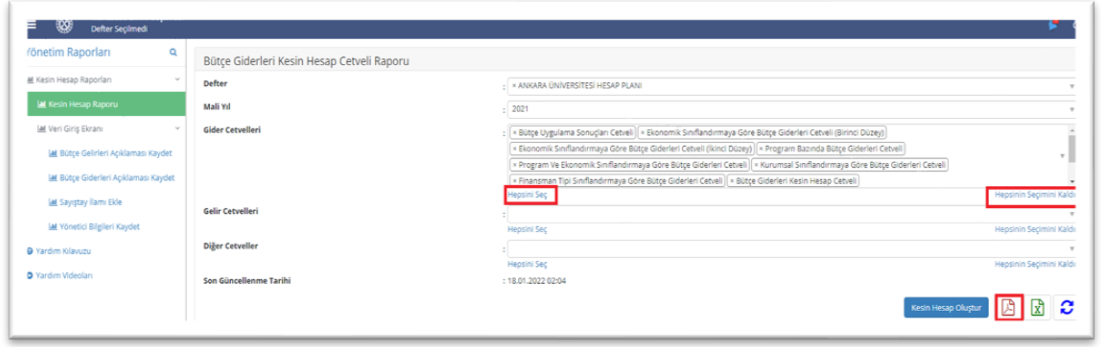 Defter Seçilmedi
Yönetim Raporları
Kesin Hesap Raporları
Kesin Hesap Raporu
Veri Giriş Ekranı
Bütçe Gelirleri Açıklaması Kaydet
Bütçe Giderleri Açıklaması Kaydet
Sayıştay İlamı Ekle
Yönetici Bilgileri Kaydet
Yardım Kılavuzu
Yardım Videoları
Bütçe Giderleri Kesin Hesap Cetveli Raporu
Defter : × ANKARA ÜNİVERSİTESİ HESAP PLANI
Mali Yıl : 2021
Gider Cetvelleri : × Bütçe Uygulama Sonuçları Cetveli × Ekonomik Sınıflandırmaya Göre Bütçe Giderleri Cetveli (Birinci Düzey)
× Ekonomik Sınıflandırmaya Göre Bütçe Giderleri Cetveli (İkinci Düzey) × Program Bazında Bütçe Giderleri Cetveli
× Program Ve Ekonomik Sınıflandırmaya Göre Bütçe Giderleri Cetveli × Kurumsal Sınıflandırmaya Göre Bütçe Giderleri Cetveli
× Finansman Tipi Sınıflandırmaya Göre Bütçe Giderleri Cetveli × Bütçe Giderleri Kesin Hesap Cetveli
Hepsini Seç Hepsinin Seçimini Kaldı
Gelir Cetvelleri :
Hepsini Seç Hepsinin Seçimini Kaldı
Diğer Cetveller :
Hepsini Seç Hepsinin Seçimini Kaldı
Son Güncellenme Tarihi : 18.01.2022 02:04
Kesin Hesap Oluştur